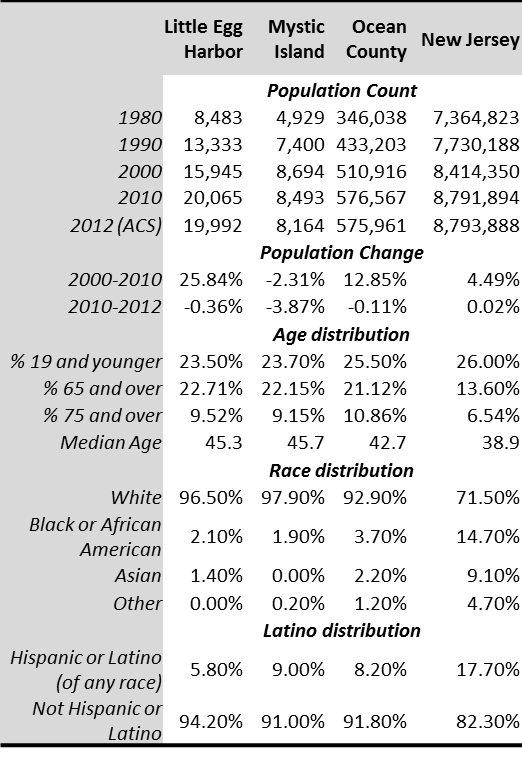 Little Egg Harbor Mystic Island Ocean County New Jersey
Population Count
1980 8,483 4,929 346,038 7,364,823
1990 13,333 7,400 433,203 7,730,188
2000 15,945 8,694 510,916 8,414,350
2010 20,065 8,493 576,567 8,791,894
2012 (ACS) 19,992 8,164 575,961 8,793,888
Population Change
2000-2010 25.84% -2.31% 12.85% 4.49%
2010-2012 -0.36% -3.87% -0.11% 0.02%
Age distribution
% 19 and younger 23.50% 23.70% 25.50% 26.00%
% 65 and over 22.71% 22.15% 21.12% 13.60%
% 75 and over 9.52% 9.15% 10.86% 6.54%
Median Age 45.3 45.7 42.7 38.9
Race distribution
White 96.50% 97.90% 92.90% 71.50%
Black or African American 2.10% 1.90% 3.70% 14.70%
Asian 1.40% 0.00% 2.20% 9.10%
Other 0.00% 0.20% 1.20% 4.70%
Latino distribution
Hispanic or Latino (of any race) 5.80% 9.00% 8.20% 17.70%
Not Hispanic or Latino 94.20% 91.00% 91.80% 82.30%